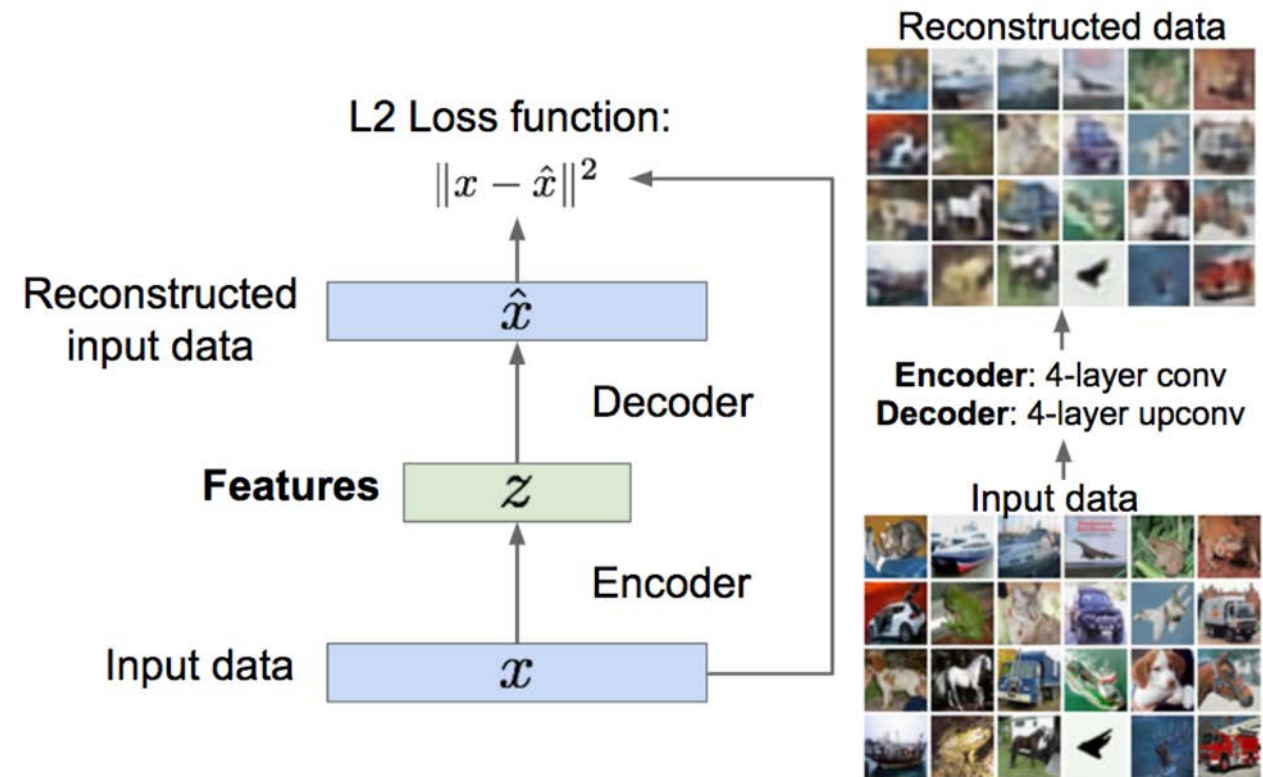 Reconstructed data
L2 Loss function:
‖x − x̂‖²
Reconstructed
input data
x̂
Decoder
Features
z
Encoder
Input data
x
Encoder: 4-layer conv
Decoder: 4-layer upconv
Input data